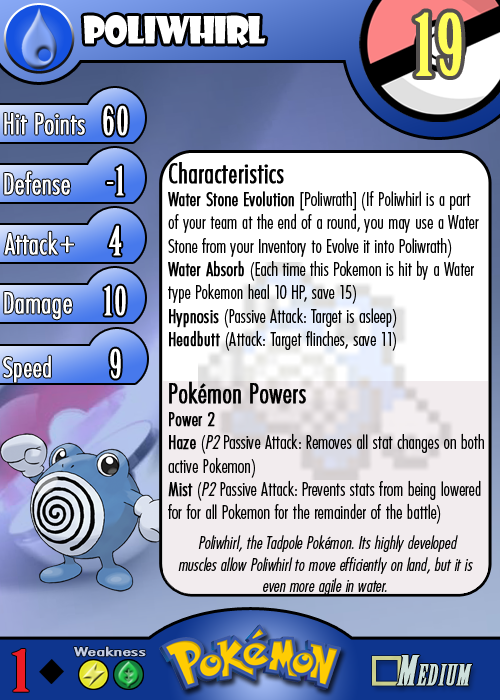 POLIWHIRL
19
Hit Points 60
Defense -1
Attack+ 4
Damage 10
Speed 9
Characteristics
Water Stone Evolution [Poliwrath] (If Poliwhirl is a part
of your team at the end of a round, you may use a Water
Stone from your Inventory to Evolve it into Poliwrath)
Water Absorb (Each time this Pokemon is hit by a Water
type Pokemon heal 10 HP, save 15)
Hypnosis (Passive Attack: Target is asleep)
Headbutt (Attack: Target flinches, save 11)
Pokémon Powers
Power 2
Haze (P2 Passive Attack: Removes all stat changes on both
active Pokemon)
Mist (P2 Passive Attack: Prevents stats from being lowered
for for all Pokemon for the remainder of the battle)
Poliwhirl, the Tadpole Pokémon. Its highly developed
muscles allow Poliwhirl to move efficiently on land, but it is
even more agile in water.
1
Weakness
POKéMON
MEDIUM